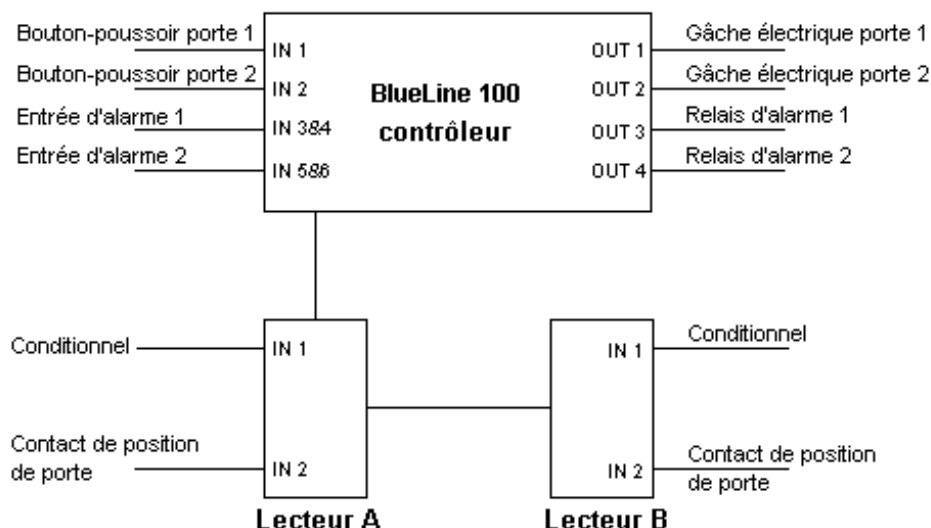 Bouton-poussoir porte 1
Bouton-poussoir porte 2
Entrée d'alarme 1
Entrée d'alarme 2
IN 1
IN 2
IN 3&4
IN 5&6
BlueLine 100
contrôleur
OUT 1
OUT 2
OUT 3
OUT 4
Gâche électrique porte 1
Gâche électrique porte 2
Relais d'alarme 1
Relais d'alarme 2
Conditionnel
IN 1
Contact de position
de porte
IN 2
Lecteur A
IN 1
Conditionnel
IN 2
Contact de position
de porte
Lecteur B